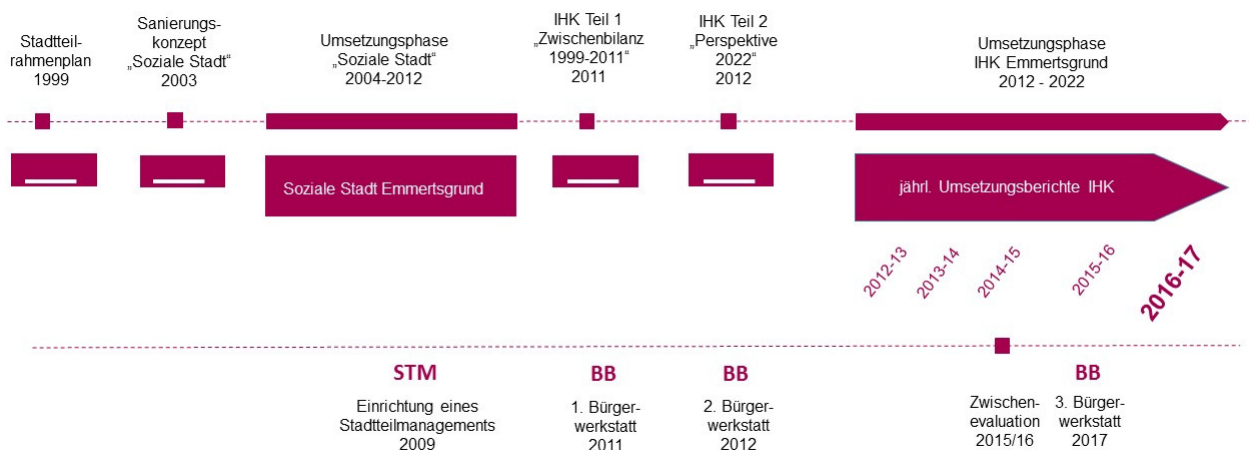 Stadtteil-
rahmenplan
1999
Sanierungs-
konzept
„Soziale Stadt“
2003
Umsetzungsphase
„Soziale Stadt“
2004-2012
IHK Teil 1
„Zwischenbilanz
1999-2011“
2011
IHK Teil 2
„Perspektive
2022“
2012
Umsetzungsphase
IHK Emmertsgrund
2012 - 2022
Soziale Stadt Emmertsgrund
jährl. Umsetzungsberichte IHK
2012-13
2013-14
2014-15
2015-16
2016-17
STM
Einrichtung eines
Stadtteilmanagements
2009
BB
1. Bürger-
werkstatt
2011
BB
2. Bürger-
werkstatt
2012
Zwischen-
evaluation
2015/16
BB
3. Bürger-
werkstatt
2017